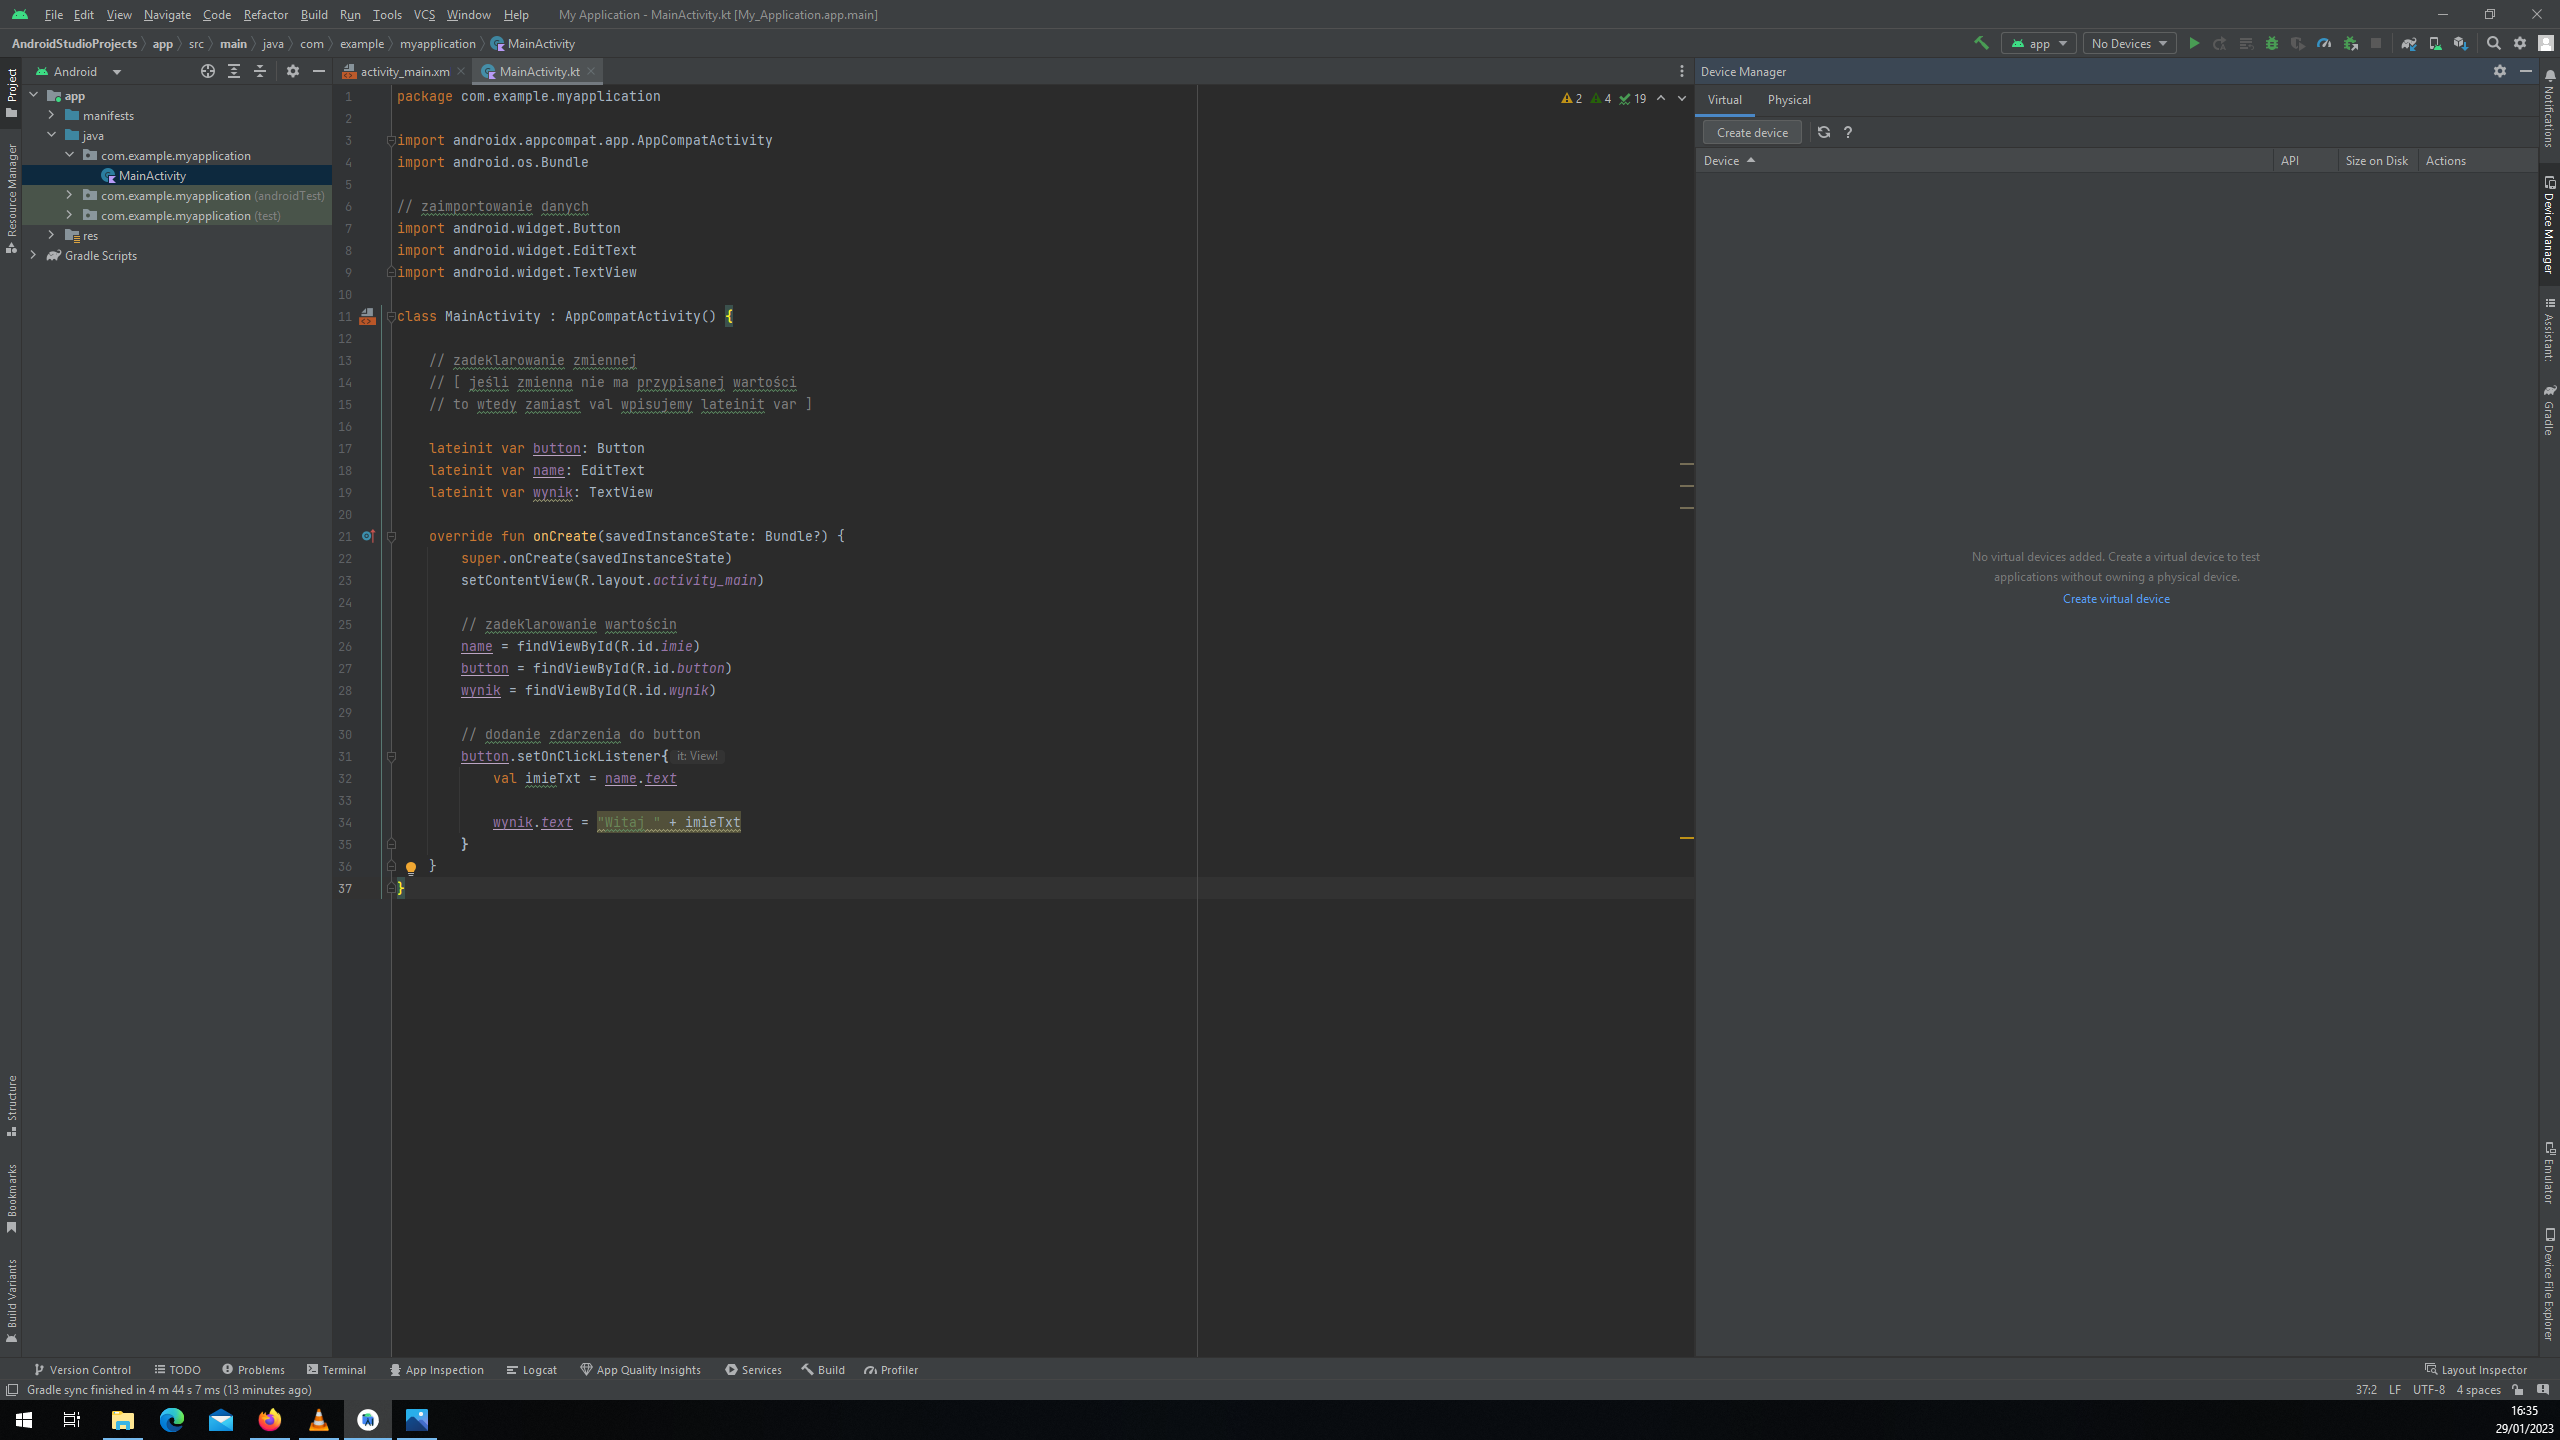 File Edit View Navigate Code Refactor Build Run Tools VCS Window Help My Application - MainActivity.kt [My_Application.app.main]
AndroidStudioProjects app src main java com example myapplication MainActivity app No Devices
Project
Android
activity_main.xm MainActivity.kt
Device Manager
app
manifests
java
com.example.myapplication
MainActivity
com.example.myapplication (androidTest)
com.example.myapplication (test)
res
Gradle Scripts
Resource Manager
Structure
Bookmarks
Build Variants
2 4 19
1 package com.example.myapplication
2
3 import androidx.appcompat.app.AppCompatActivity
4 import android.os.Bundle
5
6 // zaimportowanie danych
7 import android.widget.Button
8 import android.widget.EditText
9 import android.widget.TextView
10
11 class MainActivity : AppCompatActivity() {
12
13 // zadeklarowanie zmiennej
14 // [ jeśli zmienna nie ma przypisanej wartości
15 // to wtedy zamiast val wpisujemy lateinit var ]
16
17 lateinit var button: Button
18 lateinit var name: EditText
19 lateinit var wynik: TextView
20
21 override fun onCreate(savedInstanceState: Bundle?) {
22 super.onCreate(savedInstanceState)
23 setContentView(R.layout.activity_main)
24
25 // zadeklarowanie wartościn
26 name = findViewById(R.id.imie)
27 button = findViewById(R.id.button)
28 wynik = findViewById(R.id.wynik)
29
30 // dodanie zdarzenia do button
31 button.setOnClickListener{ it: View!
32 val imieTxt = name.text
33
34 wynik.text = "Witaj " + imieTxt
35 }
36 }
37 }
Virtual Physical
Create device ?
Device API Size on Disk Actions
No virtual devices added. Create a virtual device to test
applications without owning a physical device.
Create virtual device
Notifications
Device Manager
Assistant:
Gradle
Emulator
Device File Explorer
Version Control TODO Problems Terminal App Inspection Logcat App Quality Insights Services Build Profiler Layout Inspector
Gradle sync finished in 4 m 44 s 7 ms (13 minutes ago) 37:2 LF UTF-8 4 spaces
16:35
29/01/2023